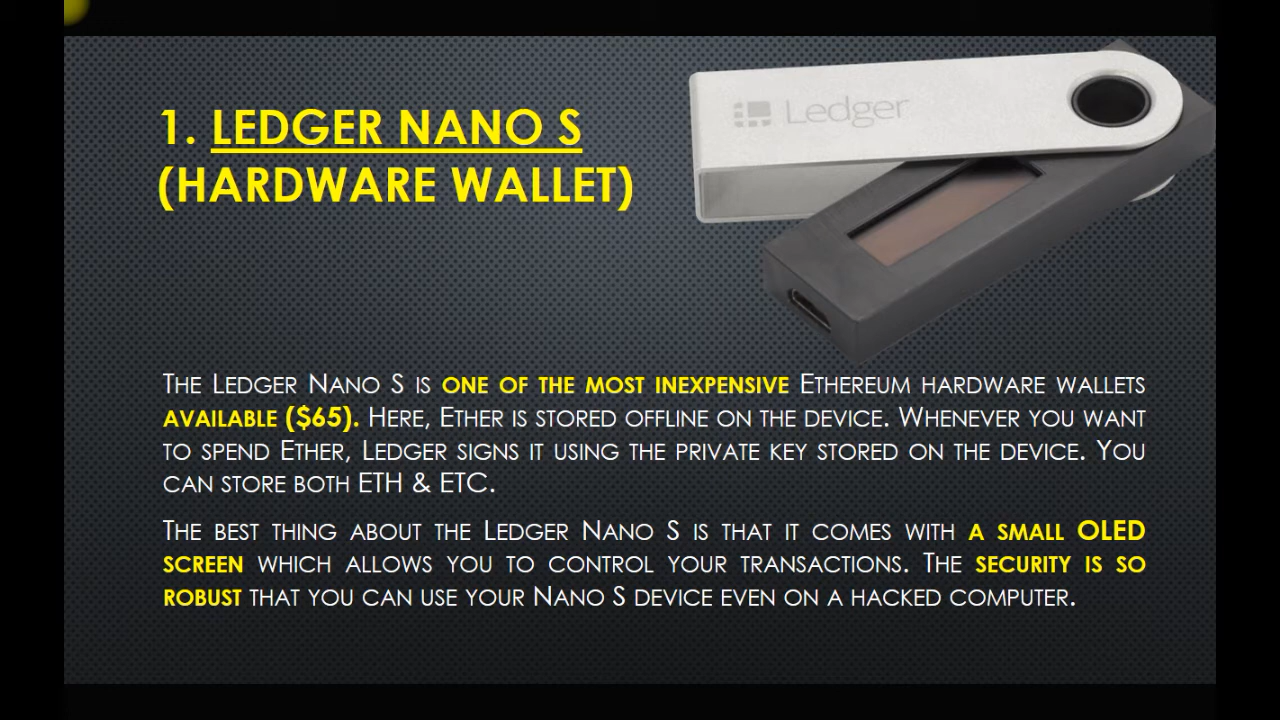 1. LEDGER NANO S
(HARDWARE WALLET)
Ledger
THE LEDGER NANO S IS ONE OF THE MOST INEXPENSIVE ETHEREUM HARDWARE WALLETS
AVAILABLE ($65). HERE, ETHER IS STORED OFFLINE ON THE DEVICE. WHENEVER YOU WANT
TO SPEND ETHER, LEDGER SIGNS IT USING THE PRIVATE KEY STORED ON THE DEVICE. YOU
CAN STORE BOTH ETH & ETC.
THE BEST THING ABOUT THE LEDGER NANO S IS THAT IT COMES WITH A SMALL OLED
SCREEN WHICH ALLOWS YOU TO CONTROL YOUR TRANSACTIONS. THE SECURITY IS SO
ROBUST THAT YOU CAN USE YOUR NANO S DEVICE EVEN ON A HACKED COMPUTER.